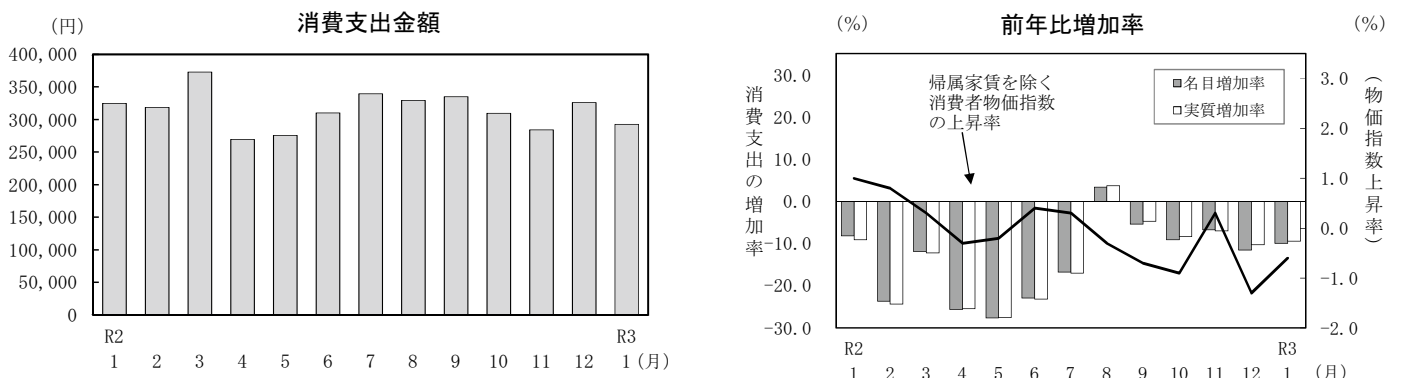 消費支出金額
(円)
400,000
350,000
300,000
250,000
200,000
150,000
100,000
50,000
0
R2 R3
1 2 3 4 5 6 7 8 9 10 11 12 1 (月)
前年比増加率
(%) (%)
消費支出の増加率
30.0
20.0
10.0
0.0
-10.0
-20.0
-30.0
帰属家賃を除く
消費者物価指数
の上昇率
名目増加率
実質増加率
3.0
2.0
1.0
0.0
-1.0
-2.0
(物価指数上昇率)
R2 R3
1 2 3 4 5 6 7 8 9 10 11 12 1 (月)